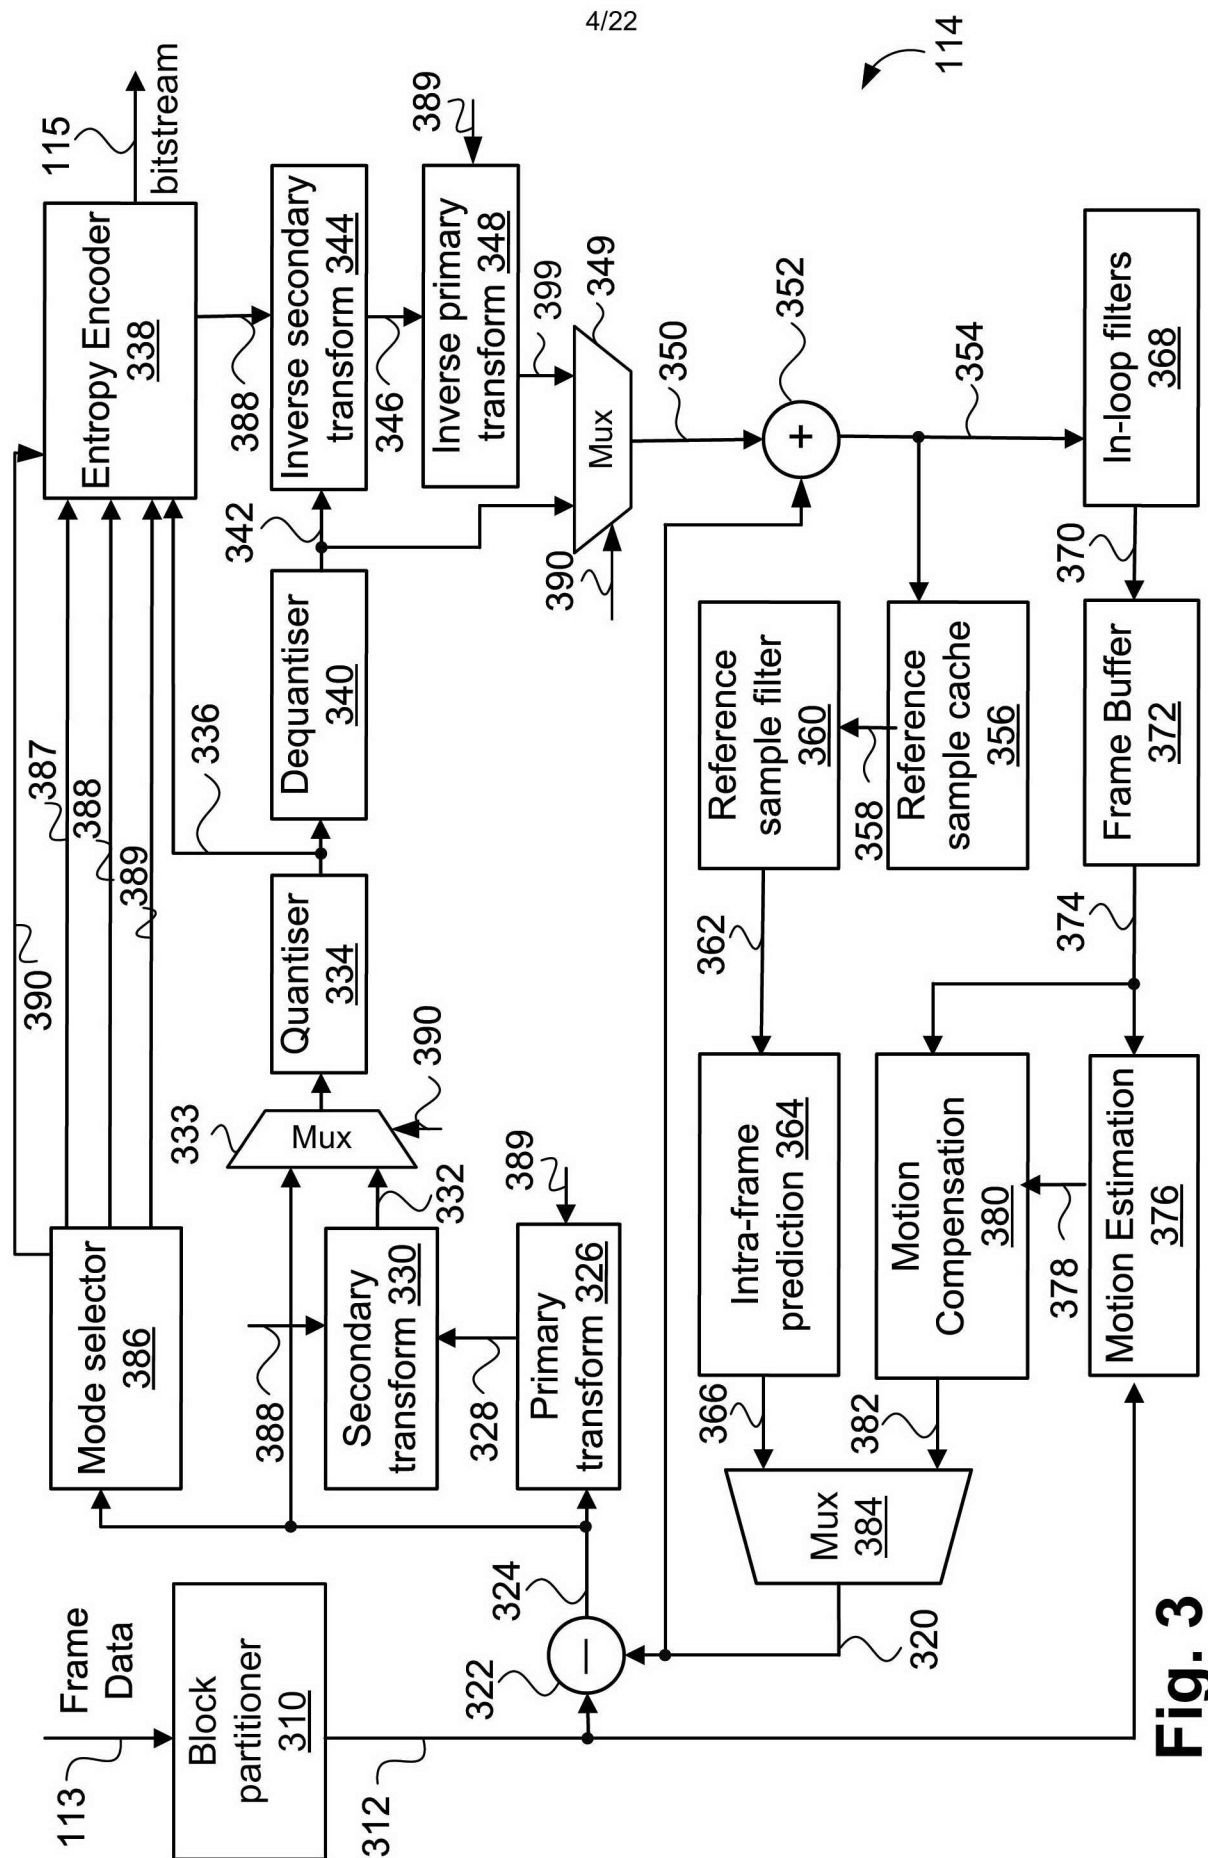 4/22
114
Frame
Data
113
Block
partitioner
310
312
322
324
Mode selector
386
390
387
388
389
Entropy Encoder
338
115
bitstream
388
Secondary
transform 330
388
328
Primary
transform 326
389
332
333
Mux
390
Quantiser
334
336
Dequantiser
340
342
388
Inverse secondary
transform 344
346
Inverse primary
transform 348
389
399
Mux
349
390
350
+
352
354
Reference
sample filter
360
358
Reference
sample cache
356
362
Intra-frame
prediction 364
366
Motion
Compensation
380
382
378
Motion Estimation
376
374
Frame Buffer
372
370
In-loop filters
368
Mux
384
320
–
Fig. 3